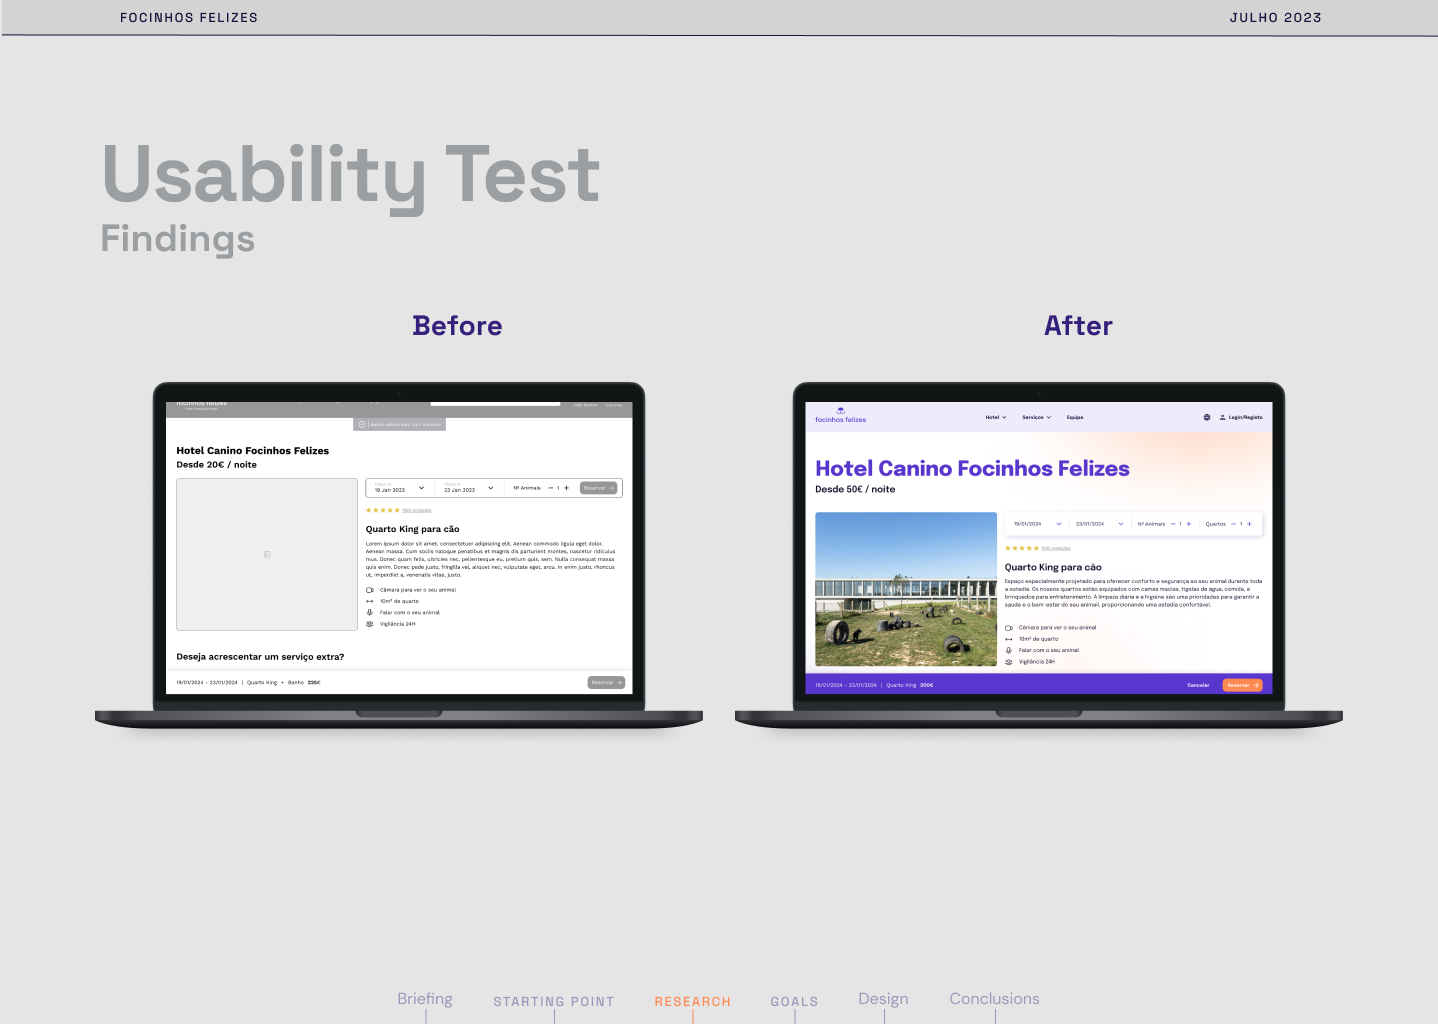 FOCINHOS FELIZES
JULHO 2023
Usability Test
Findings
Before
After
focinhos felizes
Banho adicionado com sucesso
Hotel Canino Focinhos Felizes
Desde 20€ / noite
Check in
19 Jan 2023
Check in
23 Jan 2023
Nº Animais
1
Reservar
Quarto King para cão
Lorem ipsum dolor sit amet, consectetuer adipiscing elit. Aenean commodo ligula eget dolor.
Aenean massa. Cum sociis natoque penatibus et magnis dis parturient montes, nascetur ridiculus
mus. Donec quam felis, ultricies nec, pellentesque eu, pretium quis, sem. Nulla consequat massa
quis enim. Donec pede justo, fringilla vel, aliquet nec, vulputate eget, arcu. In enim justo, rhoncus
ut, imperdiet a, venenatis vitae, justo.
Câmara para ver o seu animal
10m² de quarto
Falar com o seu animal
Vigilância 24H
Deseja acrescentar um serviço extra?
19/01/2024 - 23/01/2024 | Quarto King + Banho 225€
Reservar
focinhos felizes
Hotel
Serviços
Equipa
Login/Registo
Hotel Canino Focinhos Felizes
Desde 50€ / noite
19/01/2024
23/01/2024
Nº Animais
1
Quartos
1
Quarto King para cão
Espaço especialmente projetado para oferecer conforto e segurança ao seu animal durante toda
a estadia. Os nossos quartos estão equipados com camas macias, tigelas de água, comida, e
brinquedos para entretenimento. A limpeza diária e a higiene são uma prioridades para garantir a
saúde e o bem-estar do seu animal, proporcionando uma estadia confortável.
Câmara para ver o seu animal
10m² de quarto
Falar com o seu animal
Vigilância 24H
19/01/2024 - 23/01/2024 | Quarto King 200€
Cancelar
Reservar
Briefing
STARTING POINT
RESEARCH
GOALS
Design
Conclusions